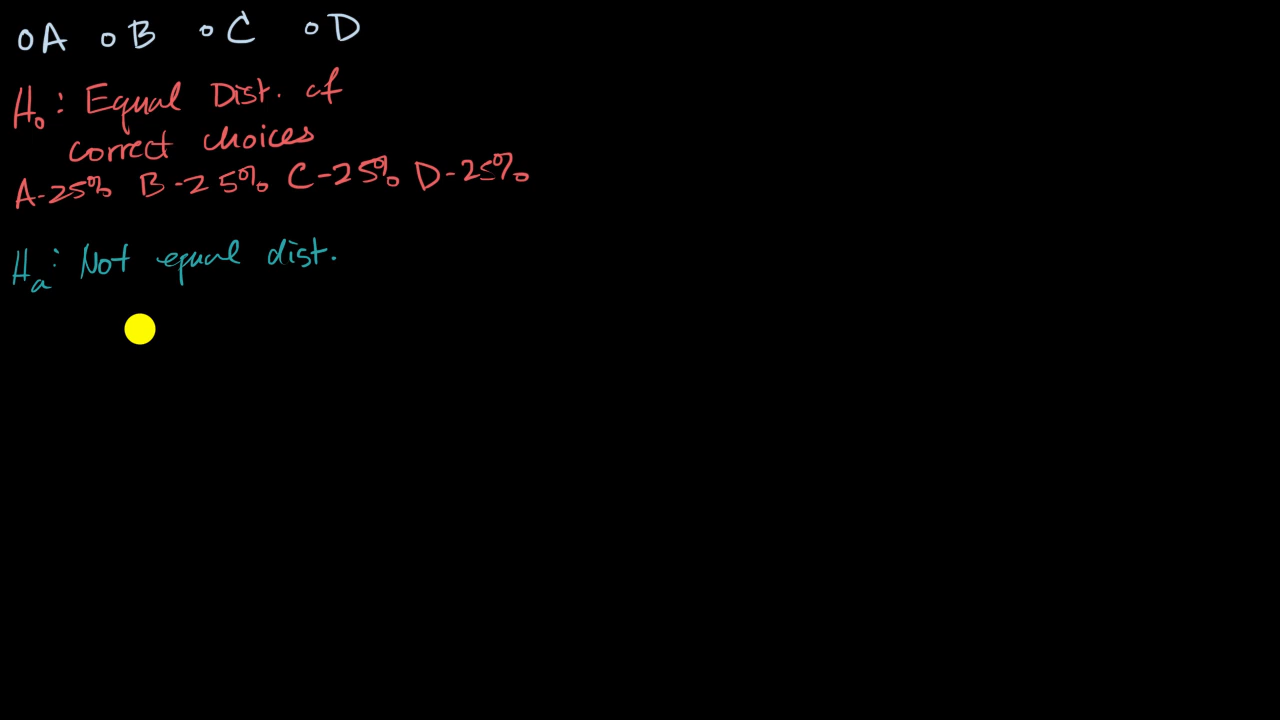 A B C D
H₀: Equal Dist. of
correct choices
A-25% B-25% C-25% D-25%
Hₐ: Not equal dist.